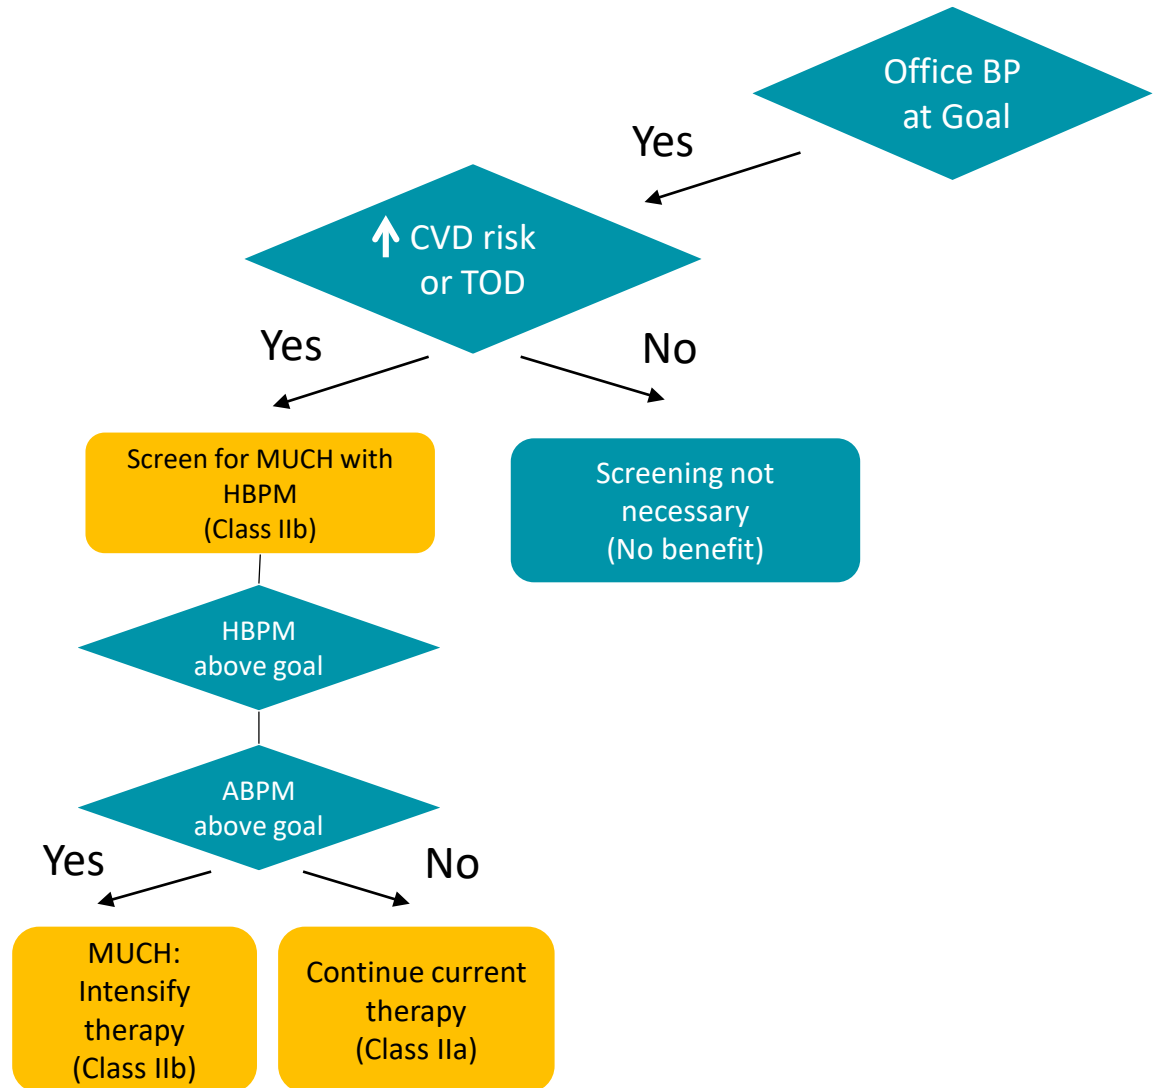 Office BP
at Goal
Yes
↑ CVD risk
or TOD
Yes
No
Screen for MUCH with
HBPM
(Class IIb)
Screening not
necessary
(No benefit)
HBPM
above goal
ABPM
above goal
Yes
No
MUCH:
Intensify
therapy
(Class IIb)
Continue current
therapy
(Class IIa)